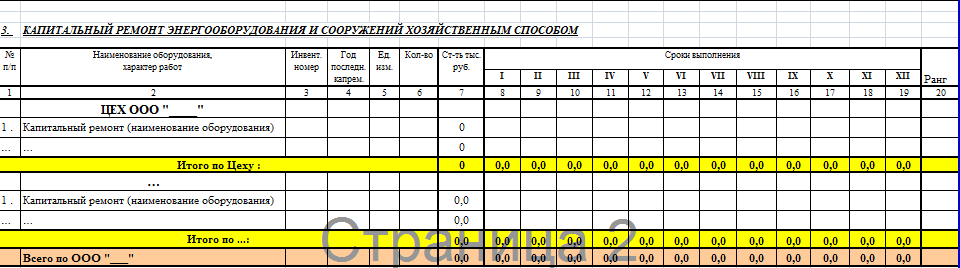 3. КАПИТАЛЬНЫЙ РЕМОНТ ЭНЕРГООБОРУДОВАНИЯ И СООРУЖЕНИЙ ХОЗЯЙСТВЕННЫМ СПОСОБОМ
№ п/п Наименование оборудования, характер работ Инвент. номер Год последн. капрем. Ед. изм. Кол-во Ст-ть тыс. руб. Сроки выполнения Ранг
I II III IV V VI VII VIII IX X XI XII
1 2 3 4 5 6 7 8 9 10 11 12 13 14 15 16 17 18 19 20
ЦЕХ ООО "____"
1 . Капитальный ремонт (наименование оборудования) 0
... ... 0
Итого по Цеху : 0 0,0 0,0 0,0 0,0 0,0 0,0 0,0 0,0 0,0 0,0 0,0 0,0
...
1 . Капитальный ремонт (наименование оборудования) 0,0
... ... 0,0
Итого по ...: 0,0 0,0 0,0 0,0 0,0 0,0 0,0 0,0 0,0 0,0 0,0 0,0 0,0
Всего по ООО "___" 0,0 0,0 0,0 0,0 0,0 0,0 0,0 0,0 0,0 0,0 0,0 0,0 0,0
Страница 2